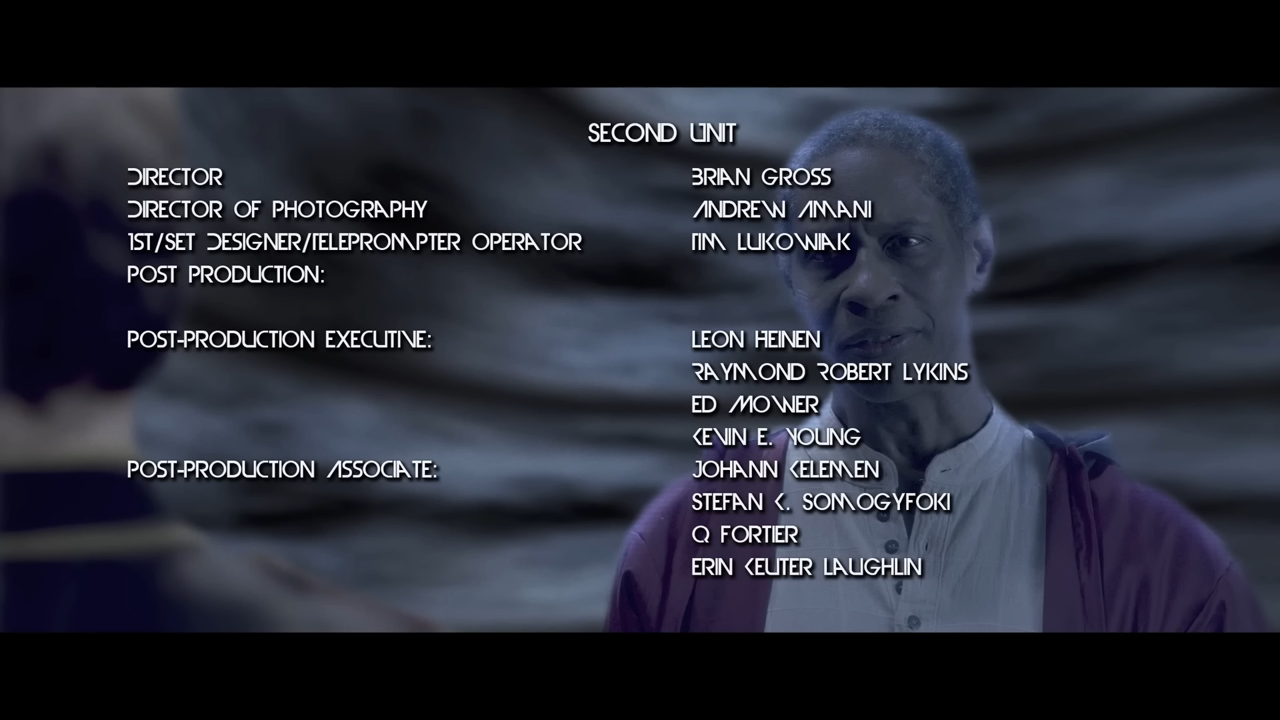 SECOND UNIT
DIRECTOR BRIAN GROSS
DIRECTOR OF PHOTOGRAPHY ANDREW AMANI
1ST/SET DESIGNER/TELEPROMPTER OPERATOR TIM LUKOWIAK
POST PRODUCTION:
POST-PRODUCTION EXECUTIVE: LEON HEINEN
RAYMOND ROBERT LYKINS
ED MOWER
KEVIN E. YOUNG
POST-PRODUCTION ASSOCIATE: JOHANN KELEMEN
STEFAN K. SOMOGYFOKI
Q FORTIER
ERIN KEUTER LAUGHLIN